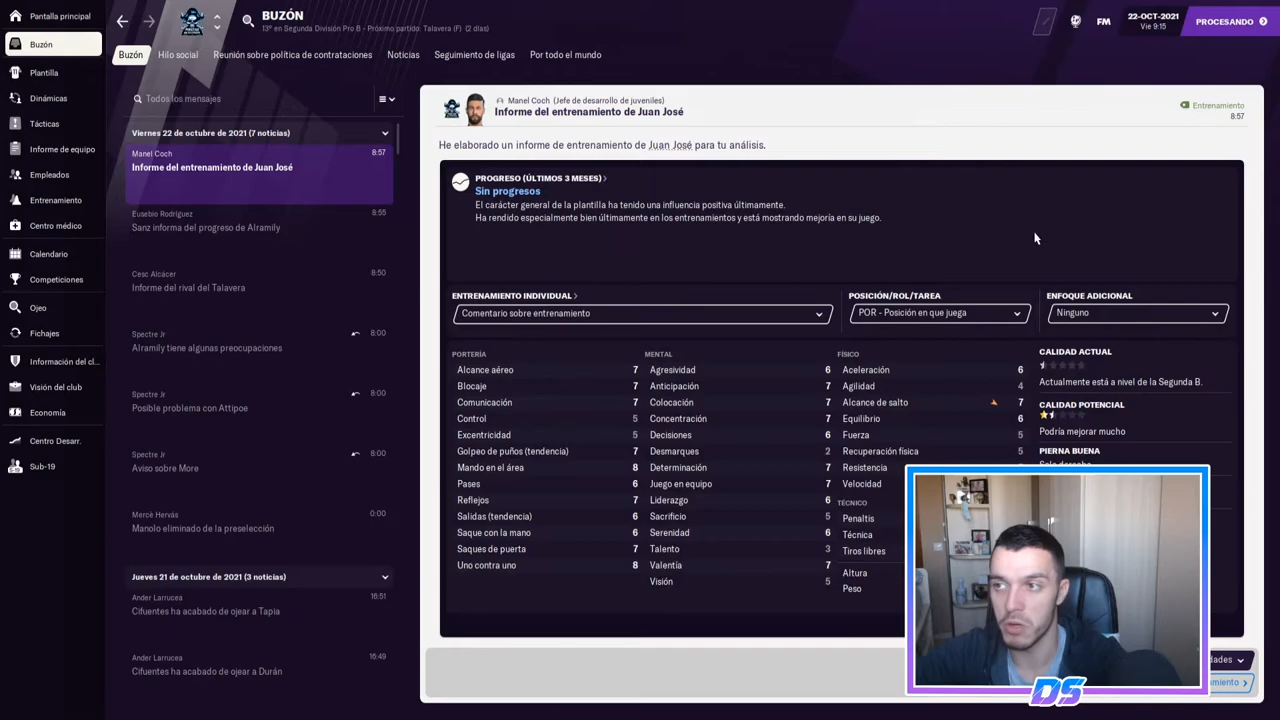 Pantalla principal
Buzón
Plantilla
Dinámicas
Tácticas
Informe de equipo
Empleados
Entrenamiento
Centro médico
Calendario
Competiciones
Ojeo
Fichajes
Información del cl...
Visión del club
Economía
Centro Desarr.
Sub-19
BUZÓN
13º en Segunda División Pro B - Próximo partido: Talavera (F) (2 días)
FM
22-OCT-2021
Vie 9:15
PROCESANDO
Buzón
Hilo social
Reunión sobre política de contrataciones
Noticias
Seguimiento de ligas
Por todo el mundo
Todos los mensajes
Viernes 22 de octubre de 2021 (7 noticias)
Manel Coch 8:57
Informe del entrenamiento de Juan José
Eusebio Rodríguez 8:55
Sanz informa del progreso de Alramily
Cesc Alcácer 8:50
Informe del rival del Talavera
Spectre Jr 8:00
Alramily tiene algunas preocupaciones
Spectre Jr 8:00
Posible problema con Attipoe
Spectre Jr 8:00
Aviso sobre More
Mercè Hervás 0:00
Manolo eliminado de la preselección
Jueves 21 de octubre de 2021 (3 noticias)
Ander Larrucea 16:51
Cifuentes ha acabado de ojear a Tapia
Ander Larrucea 16:49
Cifuentes ha acabado de ojear a Durán
Manel Coch (Jefe de desarrollo de juveniles)
Informe del entrenamiento de Juan José
Entrenamiento
8:57
He elaborado un informe de entrenamiento de Juan José para tu análisis.
PROGRESO (ÚLTIMOS 3 MESES)
Sin progresos
El carácter general de la plantilla ha tenido una influencia positiva últimamente.
Ha rendido especialmente bien últimamente en los entrenamientos y está mostrando mejoría en su juego.
ENTRENAMIENTO INDIVIDUAL
Comentario sobre entrenamiento
POSICIÓN/ROL/TAREA
POR - Posición en que juega
ENFOQUE ADICIONAL
Ninguno
PORTERÍA
Alcance aéreo 7
Blocaje 7
Comunicación 7
Control 5
Excentricidad 5
Golpeo de puños (tendencia) 7
Mando en el área 8
Pases 6
Reflejos 7
Salidas (tendencia) 6
Saque con la mano 6
Saques de puerta 7
Uno contra uno 8
MENTAL
Agresividad 6
Anticipación 7
Colocación 7
Concentración 7
Decisiones 6
Desmarques 2
Determinación 7
Juego en equipo 7
Liderazgo 6
Sacrificio 5
Serenidad 6
Talento 3
Valentía 7
Visión 5
FÍSICO
Aceleración 6
Agilidad 4
Alcance de salto 7
Equilibrio 6
Fuerza 5
Recuperación física 5
Resistencia
Velocidad
TÉCNICO
Penaltis
Técnica
Tiros libres
Altura
Peso
CALIDAD ACTUAL
Actualmente está a nivel de la Segunda B.
CALIDAD POTENCIAL
Podría mejorar mucho
PIERNA BUENA
DS
dades
amiento